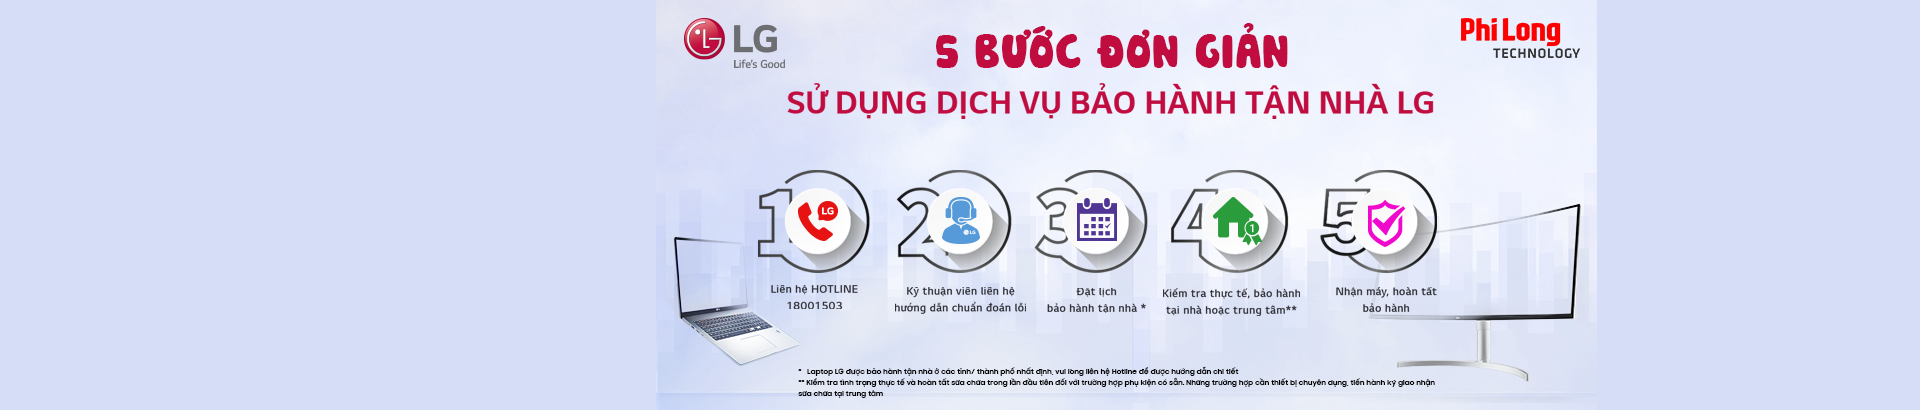 LG
Life's Good
5 BƯỚC ĐƠN GIẢN
Phi Long
TECHNOLOGY
SỬ DỤNG DỊCH VỤ BẢO HÀNH TẬN NHÀ LG
1
LG
2
LG
3
4
1
5
Liên hệ HOTLINE
18001503
Kỹ thuận viên liên hệ
hướng dẫn chuẩn đoán lỗi
Đặt lịch
bảo hành tận nhà *
Kiểm tra thực tế, bảo hành
tại nhà hoặc trung tâm**
Nhận máy, hoàn tất
bảo hành
* Laptop LG được bảo hành tận nhà ở các tỉnh/ thành phố nhất định, vui lòng liên hệ Hotline để được hướng dẫn chi tiết
** Kiểm tra tình trạng thực tế và hoàn tất sửa chữa trong lần đầu tiên đối với trường hợp phụ kiện có sẵn. Những trường hợp cần thiết bị chuyên dụng, tiến hành ký giao nhận
sửa chữa tại trung tâm